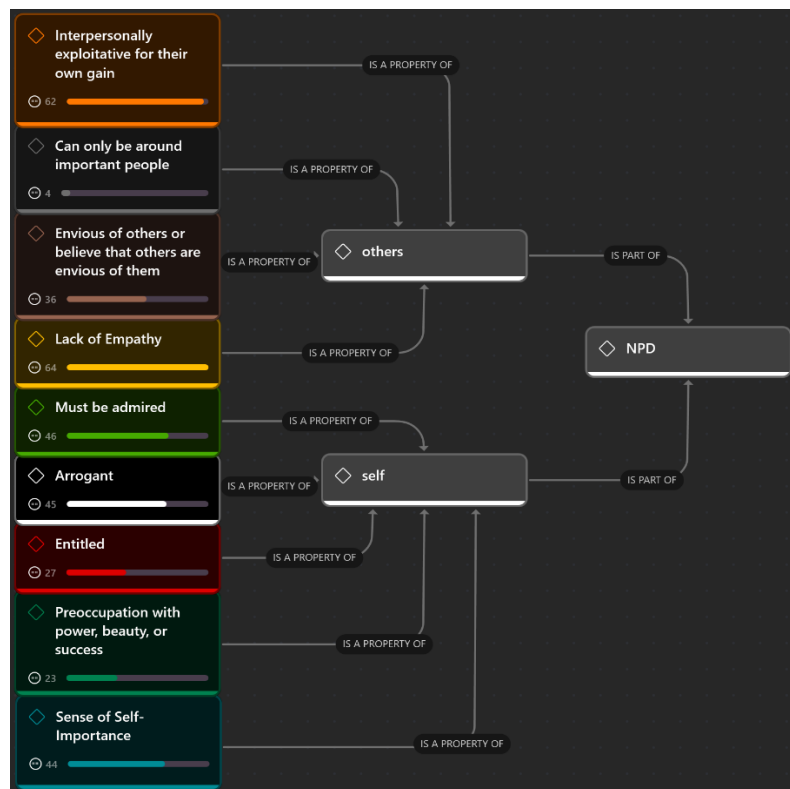 Interpersonally
exploitative for their
own gain
62
IS A PROPERTY OF
Can only be around
important people
4
IS A PROPERTY OF
Envious of others or
believe that others are
envious of them
36
IS A PROPERTY OF
others
IS PART OF
Lack of Empathy
64
IS A PROPERTY OF
NPD
Must be admired
46
IS A PROPERTY OF
Arrogant
45
IS A PROPERTY OF
self
IS PART OF
Entitled
27
IS A PROPERTY OF
Preoccupation with
power, beauty, or
success
23
IS A PROPERTY OF
Sense of Self-
Importance
44
IS A PROPERTY OF